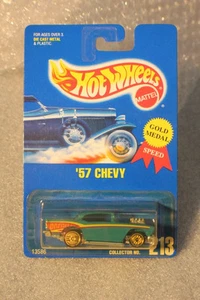 FOR AGES OVER 3
DIE CAST METAL
& PLASTIC
Hot Wheels
MATTEL
GOLD
MEDAL
SPEED
'57 CHEVY
13586
COLLECTOR NO.
213